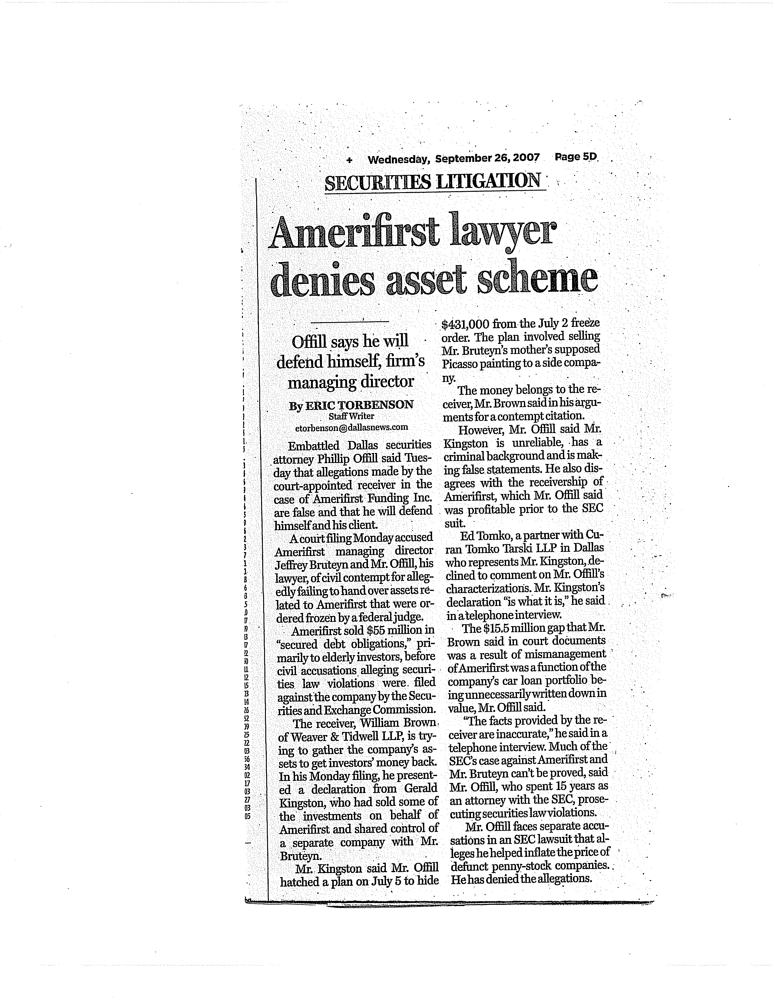 + Wednesday, September 26, 2007 Page 5D
SECURITIES LITIGATION
Amerifirst lawyer
denies asset scheme
Offill says he will
defend himself, firm's
managing director
By ERIC TORBENSON
Staff Writer
etorbenson@dallasnews.com
Embattled Dallas securities
attorney Phillip Offill said Tues-
day that allegations made by the
court-appointed receiver in the
case of Amerifirst Funding Inc.
are false and that he will defend
himself and his client.
A court filing Monday accused
Amerifirst managing director
Jeffrey Bruteyn and Mr. Offill, his
lawyer, of civil contempt for alleg-
edly failing to hand over assets re-
lated to Amerifirst that were or-
dered frozen by a federal judge.
Amerifirst sold $55 million in
“secured debt obligations,” pri-
marily to elderly investors, before
civil accusations alleging securi-
ties law violations were filed
against the company by the Secu-
rities and Exchange Commission.
The receiver, William Brown
of Weaver & Tidwell LLP, is try-
ing to gather the company's as-
sets to get investors' money back.
In his Monday filing, he present-
ed a declaration from Gerald
Kingston, who had sold some of
the investments on behalf of
Amerifirst and shared control of
a separate company with Mr.
Bruteyn.
Mr. Kingston said Mr. Offill
hatched a plan on July 5 to hide
$431,000 from the July 2 freeze
order. The plan involved selling
Mr. Bruteyn's mother's supposed
Picasso painting to a side compa-
ny.
The money belongs to the re-
ceiver, Mr. Brown said in his argu-
ments for a contempt citation.
However, Mr. Offill said Mr.
Kingston is unreliable, has a
criminal background and is mak-
ing false statements. He also dis-
agrees with the receivership of
Amerifirst, which Mr. Offill said
was profitable prior to the SEC
suit.
Ed Tomko, a partner with Cu-
ran Tomko Tarski LLP in Dallas
who represents Mr. Kingston, de-
clined to comment on Mr. Offill's
characterizations. Mr. Kingston's
declaration “is what it is,” he said
in a telephone interview.
The $15.5 million gap that Mr.
Brown said in court documents
was a result of mismanagement
of Amerifirst was a function of the
company's car loan portfolio be-
ing unnecessarily written down in
value, Mr. Offill said.
“The facts provided by the re-
ceiver are inaccurate,” he said in a
telephone interview. Much of the
SEC's case against Amerifirst and
Mr. Bruteyn can't be proved, said
Mr. Offill, who spent 15 years as
an attorney with the SEC, prose-
cuting securities law violations.
Mr. Offill faces separate accu-
sations in an SEC lawsuit that al-
leges he helped inflate the price of
defunct penny-stock companies.
He has denied the allegations.